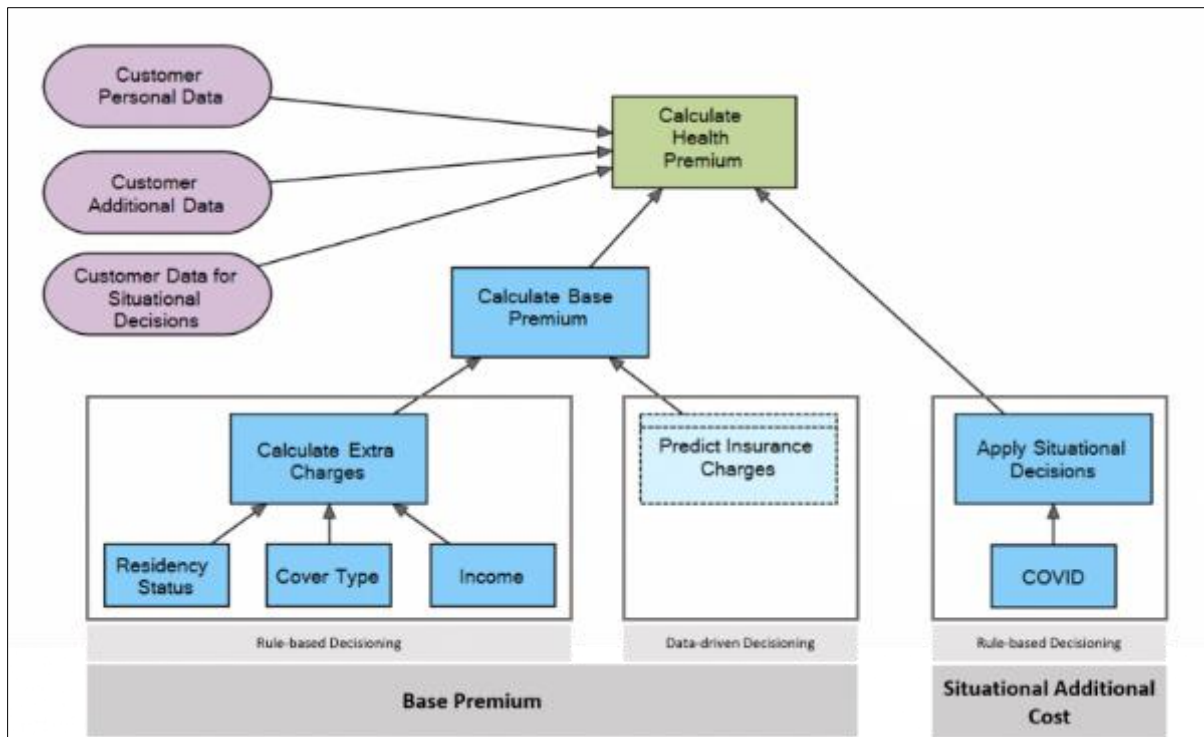 Customer
Personal Data
Calculate
Health
Premium
Customer
Additional Data
Customer Data for
Situational
Decisions
Calculate Base
Premium
Calculate Extra
Charges
Predict Insurance
Charges
Apply Situational
Decisions
Residency
Status
Cover Type
Income
COVID
Rule-based Decisioning
Data-driven Decisioning
Rule-based Decisioning
Base Premium
Situational Additional
Cost